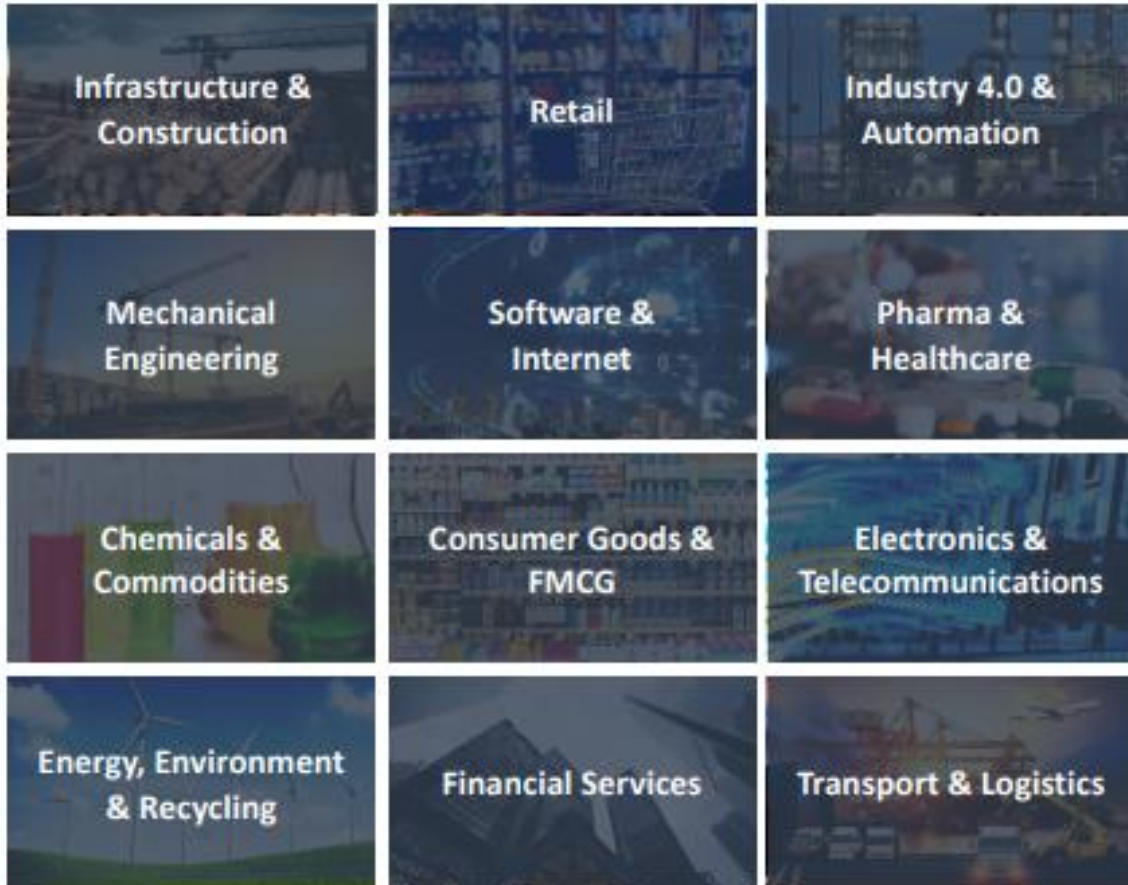 Infrastructure &
Construction
Retail
Industry 4.0 &
Automation
Mechanical
Engineering
Software &
Internet
Pharma &
Healthcare
Chemicals &
Commodities
Consumer Goods &
FMCG
Electronics &
Telecommunications
Energy, Environment
& Recycling
Financial Services
Transport & Logistics